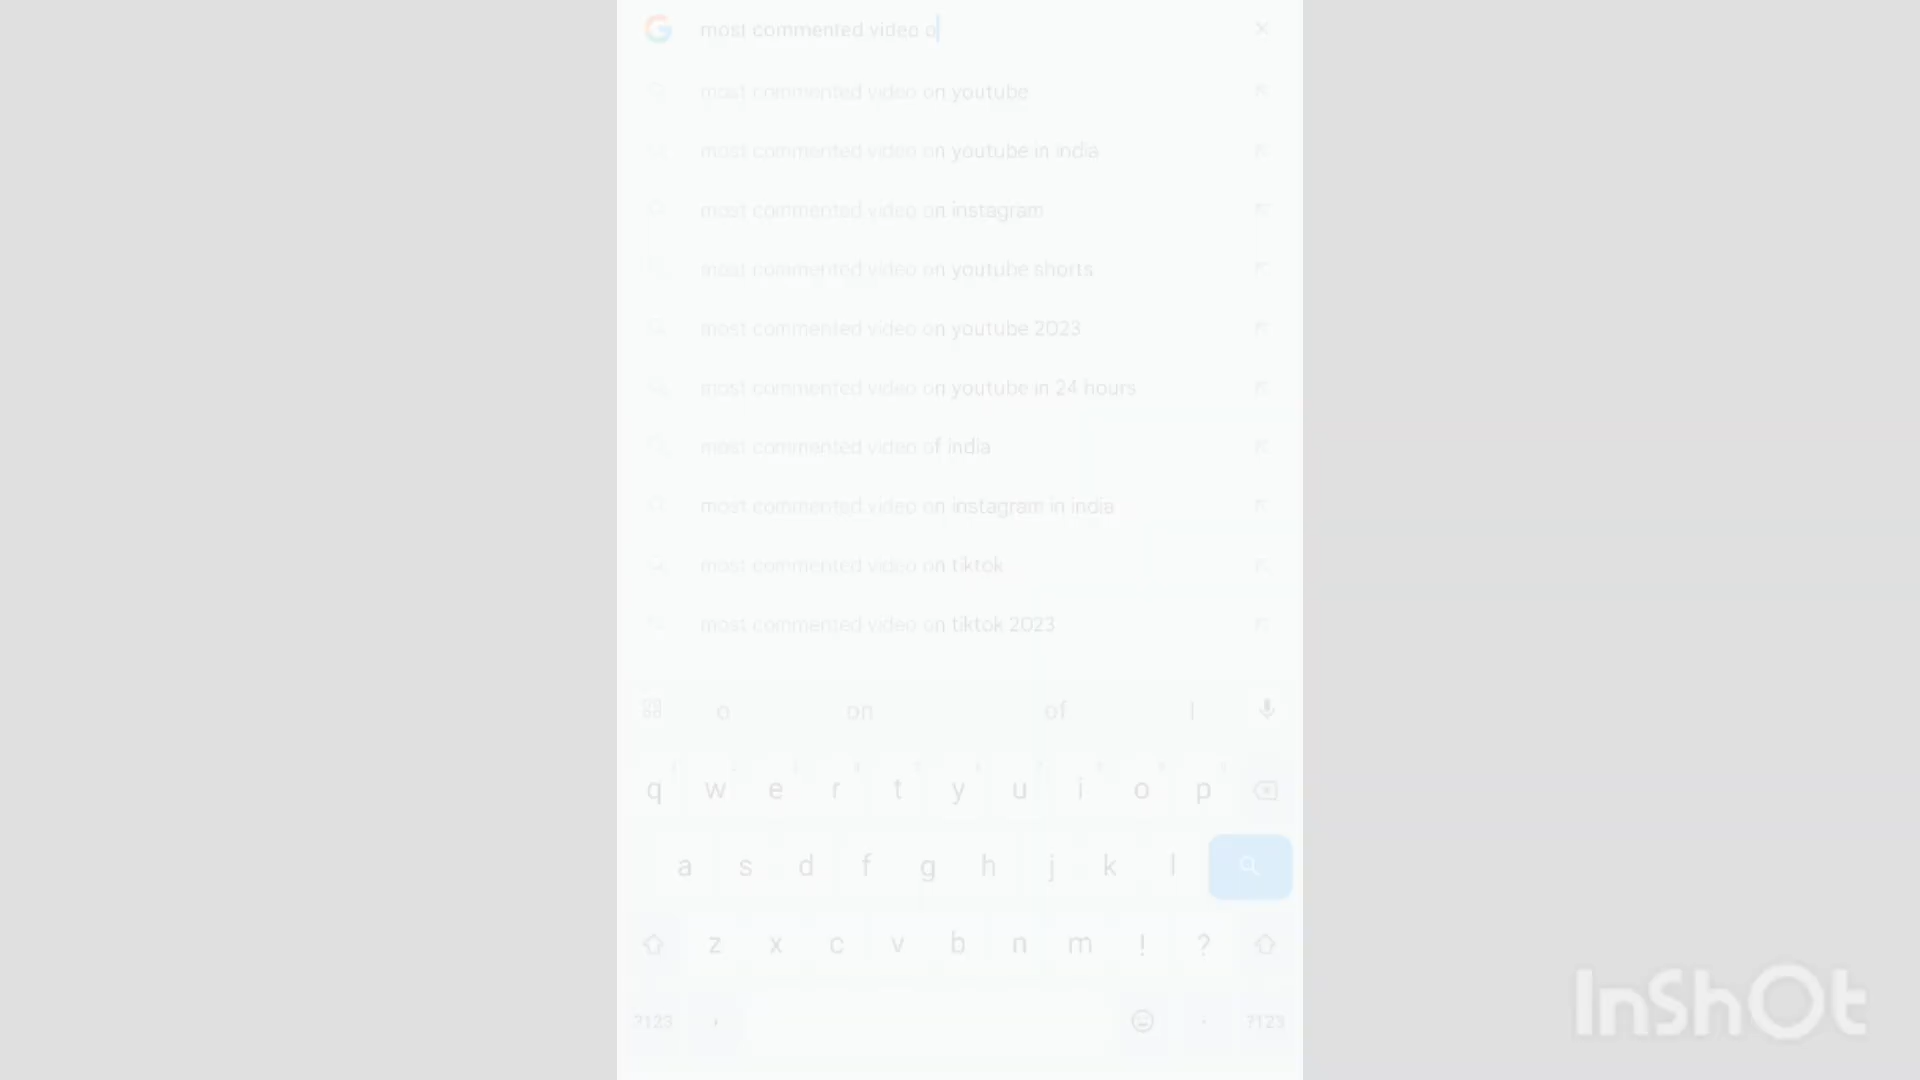 most commented video o
most commented video on youtube
most commented video on youtube in india
most commented video on instagram
most commented video on youtube shorts
most commented video on youtube 2023
most commented video on youtube in 24 hours
most commented video of india
most commented video on instagram in india
most commented video on tiktok
most commented video on tiktok 2023
o on of I
q w e r t y u i o p
a s d f g h j k l
z x c v b n m ! ?
?123 , . ?123
InShOt